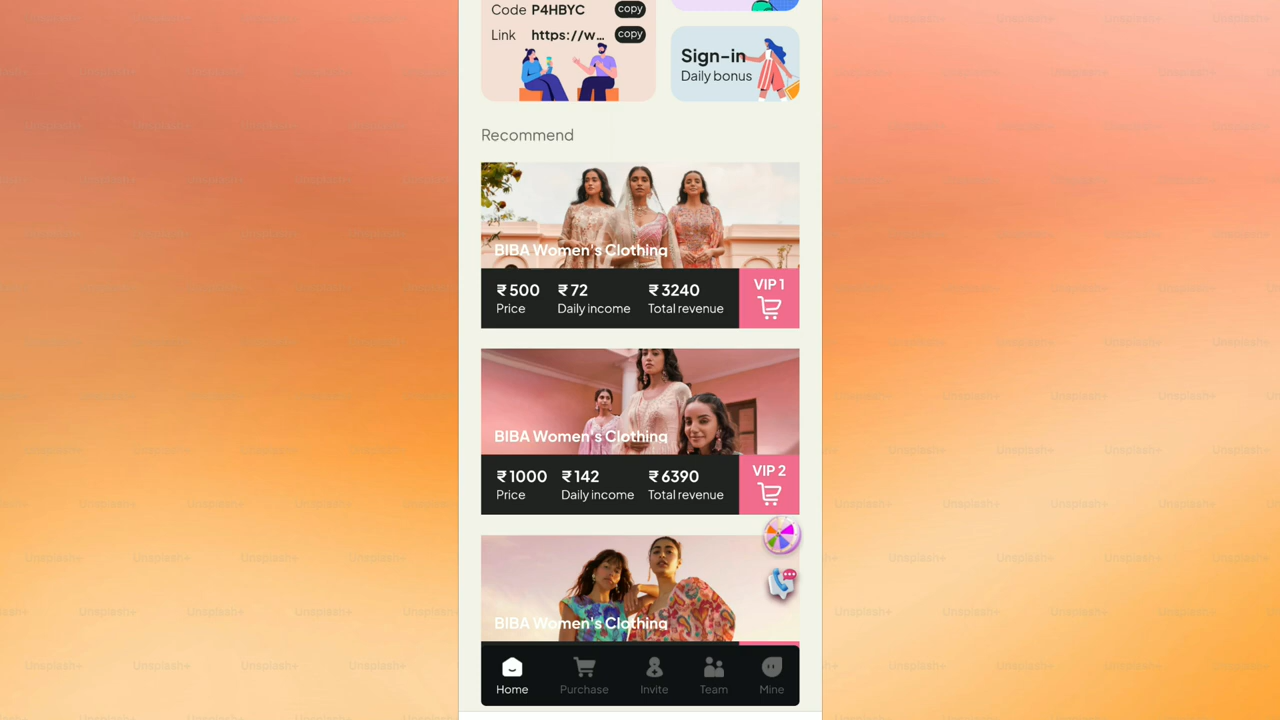 Code P4HBYC copy
Link https://w... copy
Sign-in
Daily bonus
Recommend
BIBA Women's Clothing
₹ 500 ₹ 72 ₹ 3240 VIP 1
Price Daily income Total revenue
BIBA Women's Clothing
₹ 1000 ₹ 142 ₹ 6390 VIP 2
Price Daily income Total revenue
BIBA Women's Clothing
Home Purchase Invite Team Mine
Unsplash+